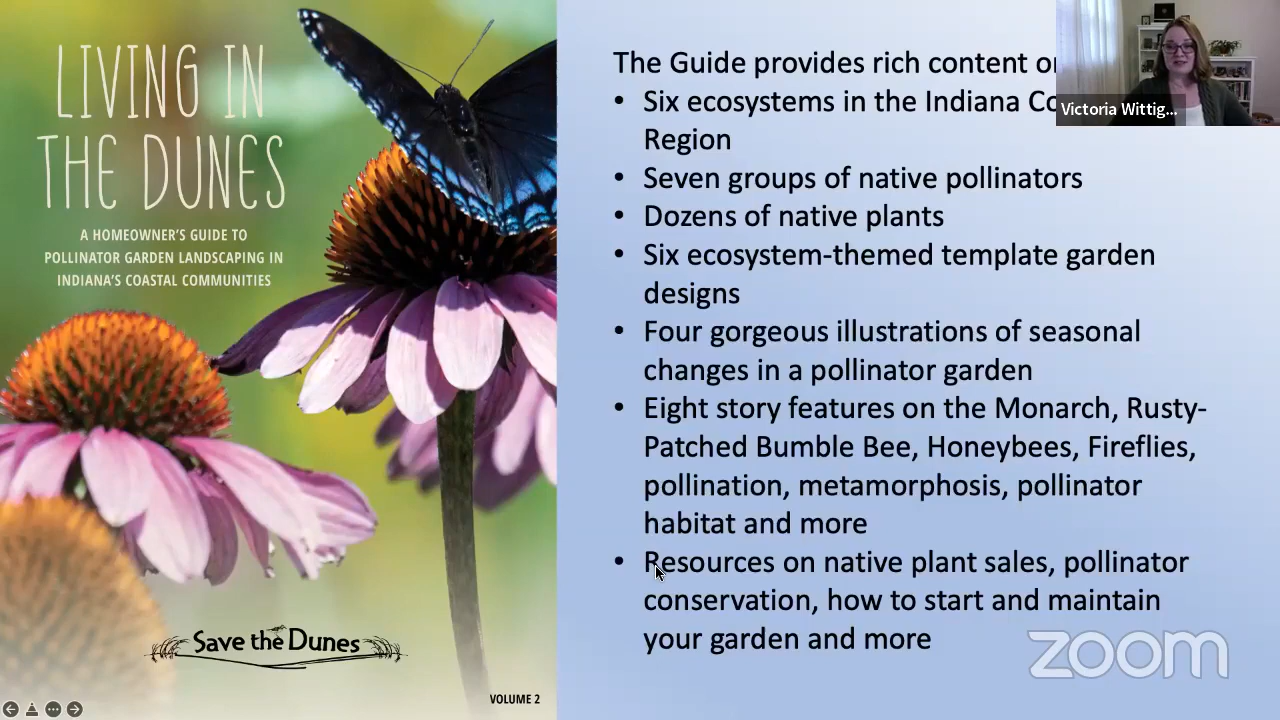 LIVING IN
THE DUNES
A HOMEOWNER'S GUIDE TO
POLLINATOR GARDEN LANDSCAPING IN
INDIANA'S COASTAL COMMUNITIES
Save the Dunes
VOLUME 2
The Guide provides rich content
• Six ecosystems in the Indiana
Region
• Seven groups of native pollinators
• Dozens of native plants
• Six ecosystem-themed template garden
designs
• Four gorgeous illustrations of seasonal
changes in a pollinator garden
• Eight story features on the Monarch, Rusty-
Patched Bumble Bee, Honeybees, Fireflies,
pollination, metamorphosis, pollinator
habitat and more
• Resources on native plant sales, pollinator
conservation, how to start and maintain
your garden and more
Victoria Wittig...
zoom